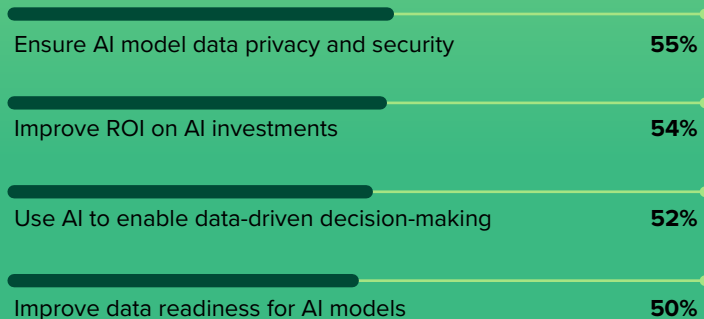 Ensure AI model data privacy and security 55%
Improve ROI on AI investments 54%
Use AI to enable data-driven decision-making 52%
Improve data readiness for AI models 50%